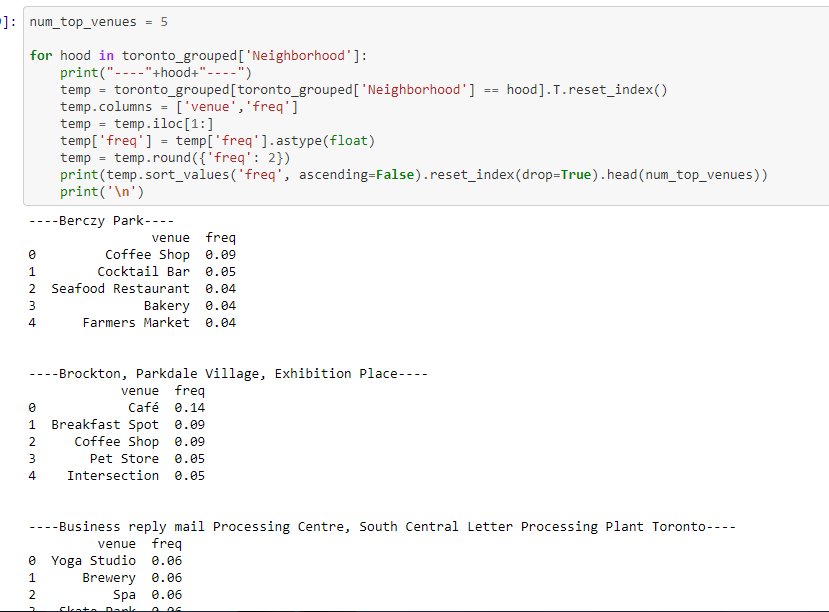 ]:
num_top_venues = 5
for hood in toronto_grouped['Neighborhood']:
    print("----"+hood+"----")
    temp = toronto_grouped[toronto_grouped['Neighborhood'] == hood].T.reset_index()
    temp.columns = ['venue','freq']
    temp = temp.iloc[1:]
    temp['freq'] = temp['freq'].astype(float)
    temp = temp.round({'freq': 2})
    print(temp.sort_values('freq', ascending=False).reset_index(drop=True).head(num_top_venues))
    print('\n')
----Berczy Park----
                venue  freq
0         Coffee Shop  0.09
1        Cocktail Bar  0.05
2  Seafood Restaurant  0.04
3              Bakery  0.04
4      Farmers Market  0.04
----Brockton, Parkdale Village, Exhibition Place----
            venue  freq
0            Café  0.14
1  Breakfast Spot  0.09
2     Coffee Shop  0.09
3       Pet Store  0.05
4    Intersection  0.05
----Business reply mail Processing Centre, South Central Letter Processing Plant Toronto----
         venue  freq
0  Yoga Studio  0.06
1      Brewery  0.06
2          Spa  0.06
3   Skate Park  0.06